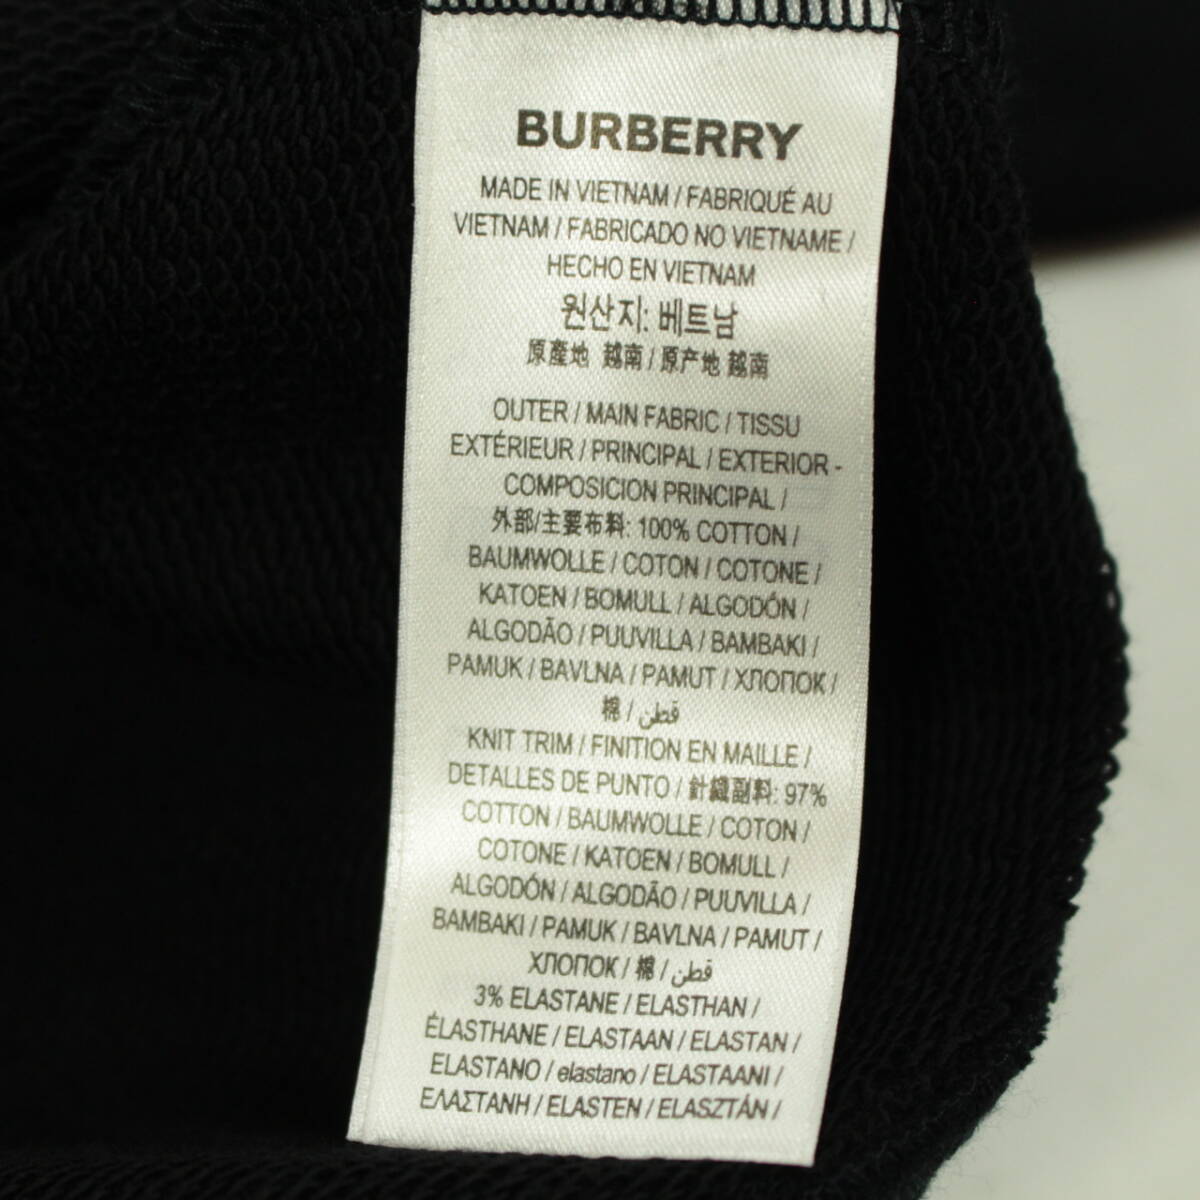 BURBERRY
MADE IN VIETNAM / FABRIQUÉ AU
VIETNAM / FABRICADO NO VIETNAME /
HECHO EN VIETNAM
원산지: 베트남
原產地 越南 / 原产地 越南
OUTER / MAIN FABRIC / TISSU
EXTÉRIEUR / PRINCIPAL / EXTERIOR -
COMPOSICION PRINCIPAL /
外部/主要布料: 100% COTTON /
BAUMWOLLE / COTON / COTONE /
KATOEN / BOMULL / ALGODÓN /
ALGODÃO / PUUVILLA / BAMBAKI /
PAMUK / BAVLNA / PAMUT / ХЛОПОК /
棉 / قطن
KNIT TRIM / FINITION EN MAILLE /
DETALLES DE PUNTO / 針織副料: 97%
COTTON / BAUMWOLLE / COTON /
COTONE / KATOEN / BOMULL /
ALGODÓN / ALGODÃO / PUUVILLA /
BAMBAKI / PAMUK / BAVLNA / PAMUT /
ХЛОПОК / 棉 / قطن
3% ELASTANE / ELASTHAN /
ÉLASTHANE / ELASTAAN / ELASTAN /
ELASTANO / elastano / ELASTAANI /
ΕΛΑΣΤΑΝΗ / ELASTEN / ELASZTÁN /